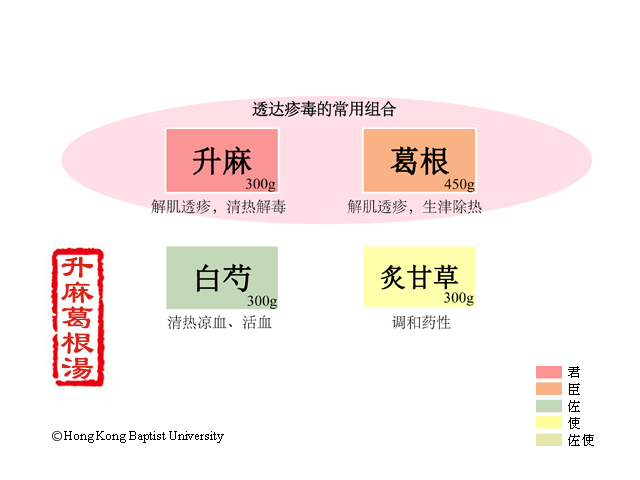 透达疹毒的常用组合
升麻
300g
葛根
450g
解肌透疹，清热解毒
解肌透疹，生津除热
白芍
300g
炙甘草
300g
清热凉血、活血
调和药性
升麻葛根湯
君
臣
佐
使
佐使
©Hong Kong Baptist University